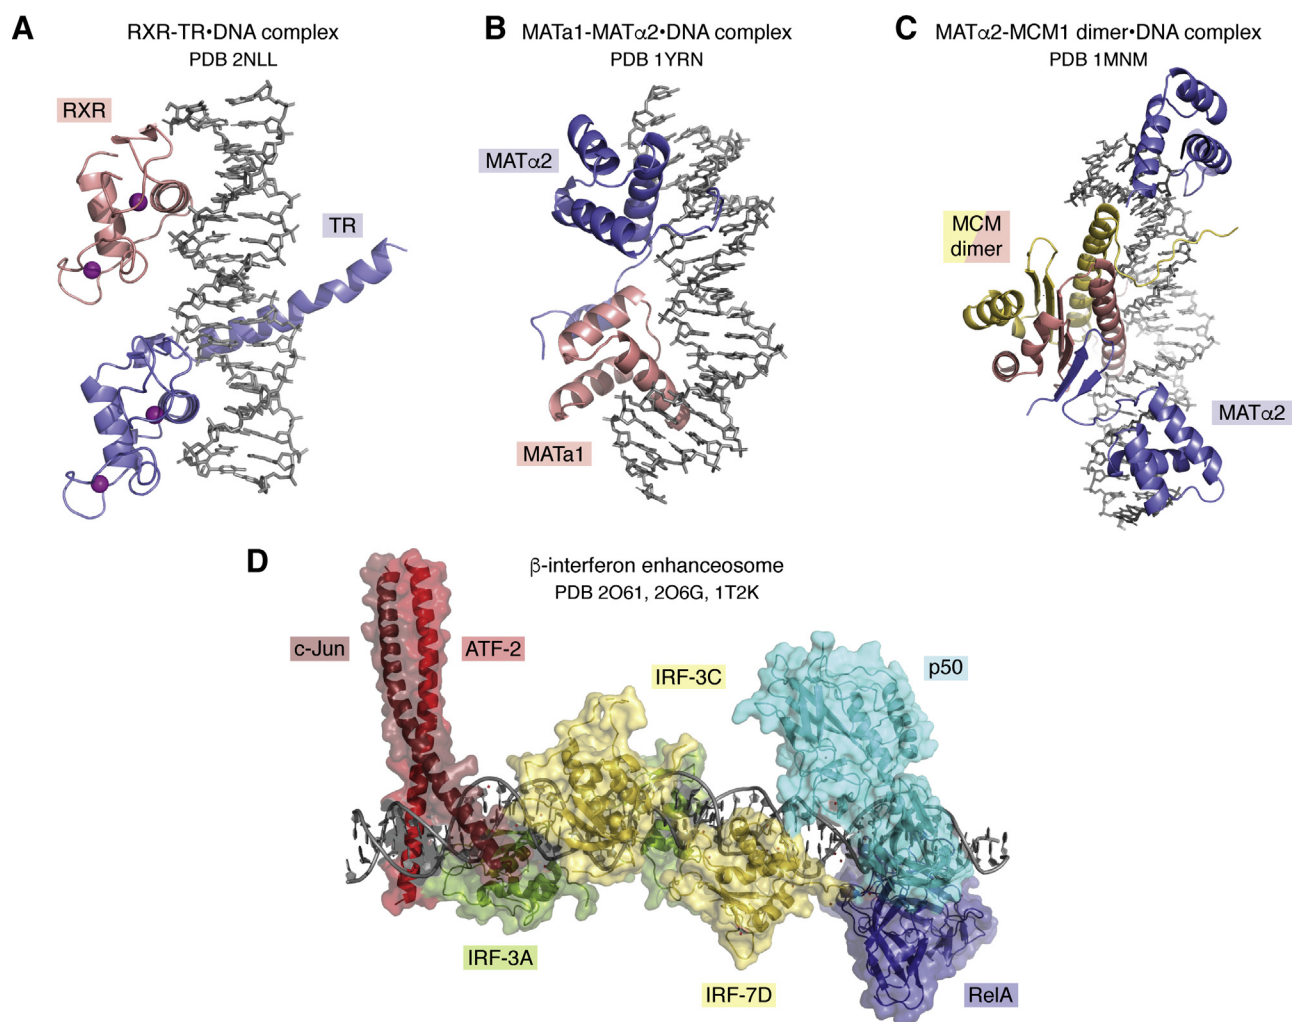 A
RXR-TR•DNA complex
PDB 2NLL
RXR
TR
B
MATa1-MATα2•DNA complex
PDB 1YRN
MATα2
MATa1
C
MATα2-MCM1 dimer•DNA complex
PDB 1MNM
MCM
dimer
MATα2
D
β-interferon enhanceosome
PDB 2O61, 2O6G, 1T2K
c-Jun
ATF-2
IRF-3C
p50
IRF-3A
IRF-7D
RelA